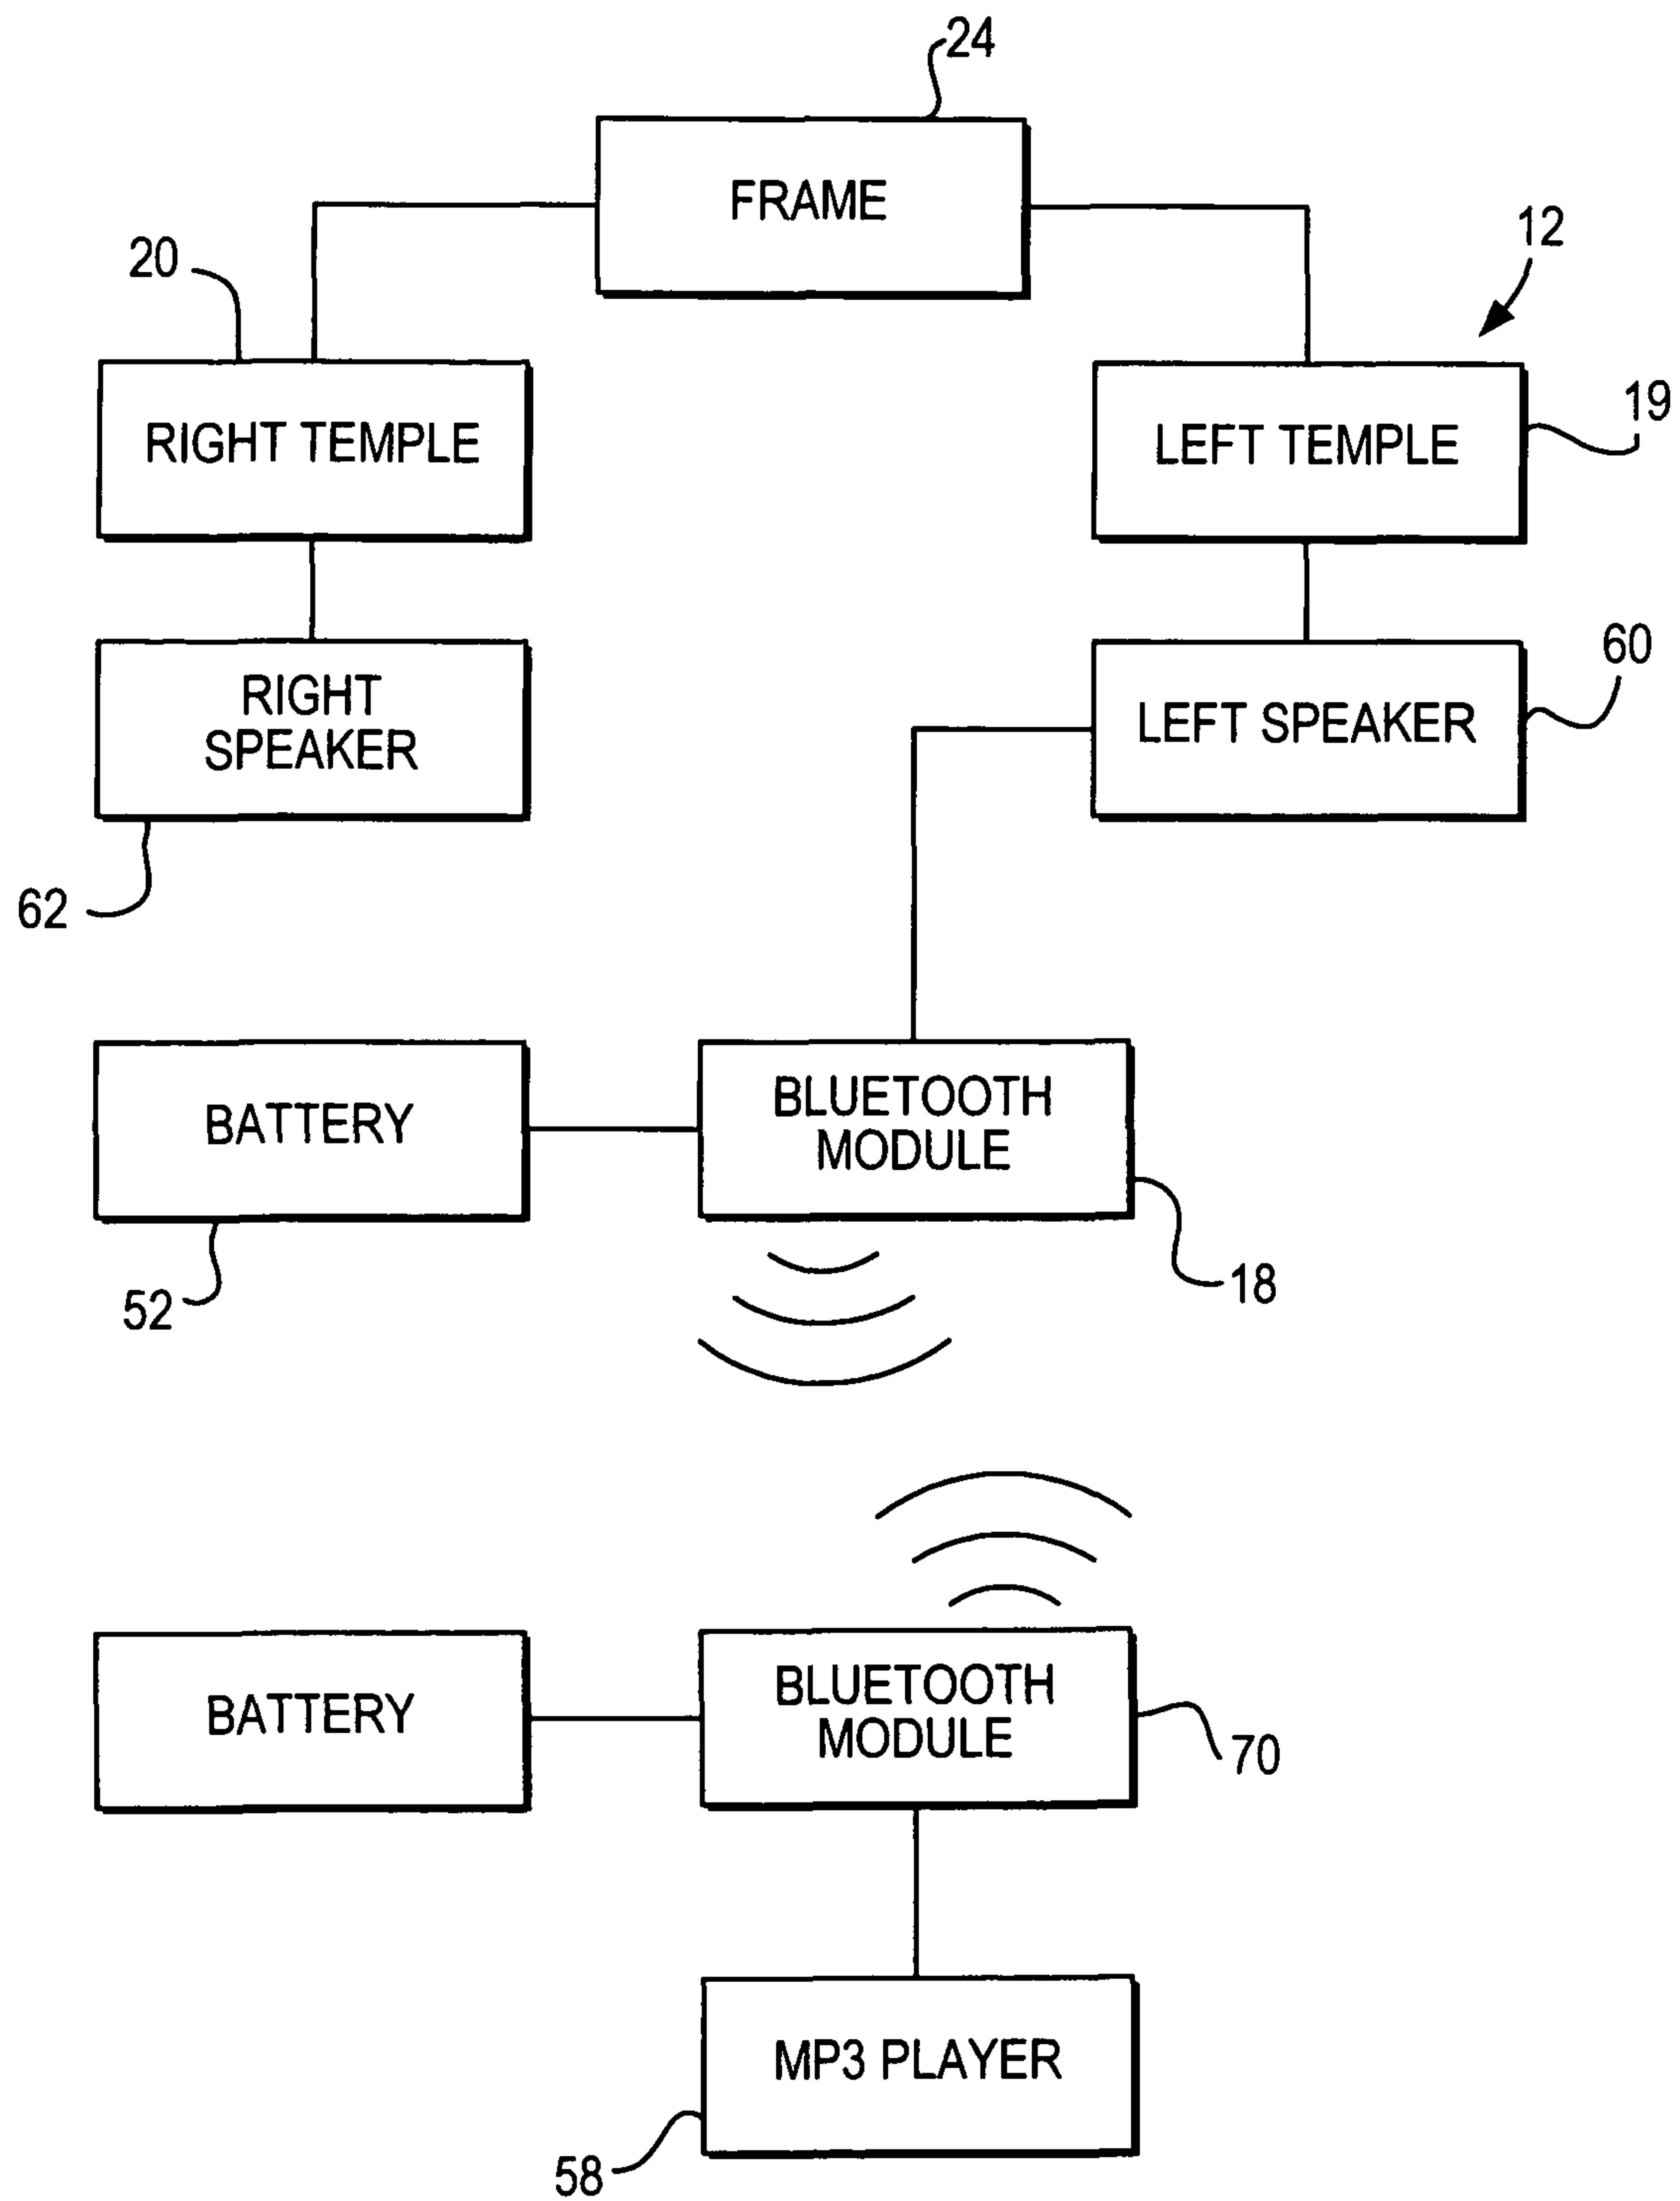 24
FRAME
12
20
RIGHT TEMPLE
LEFT TEMPLE
19
RIGHT
SPEAKER
LEFT SPEAKER
60
62
BATTERY
BLUETOOTH
MODULE
52
18
BATTERY
BLUETOOTH
MODULE
70
MP3 PLAYER
58